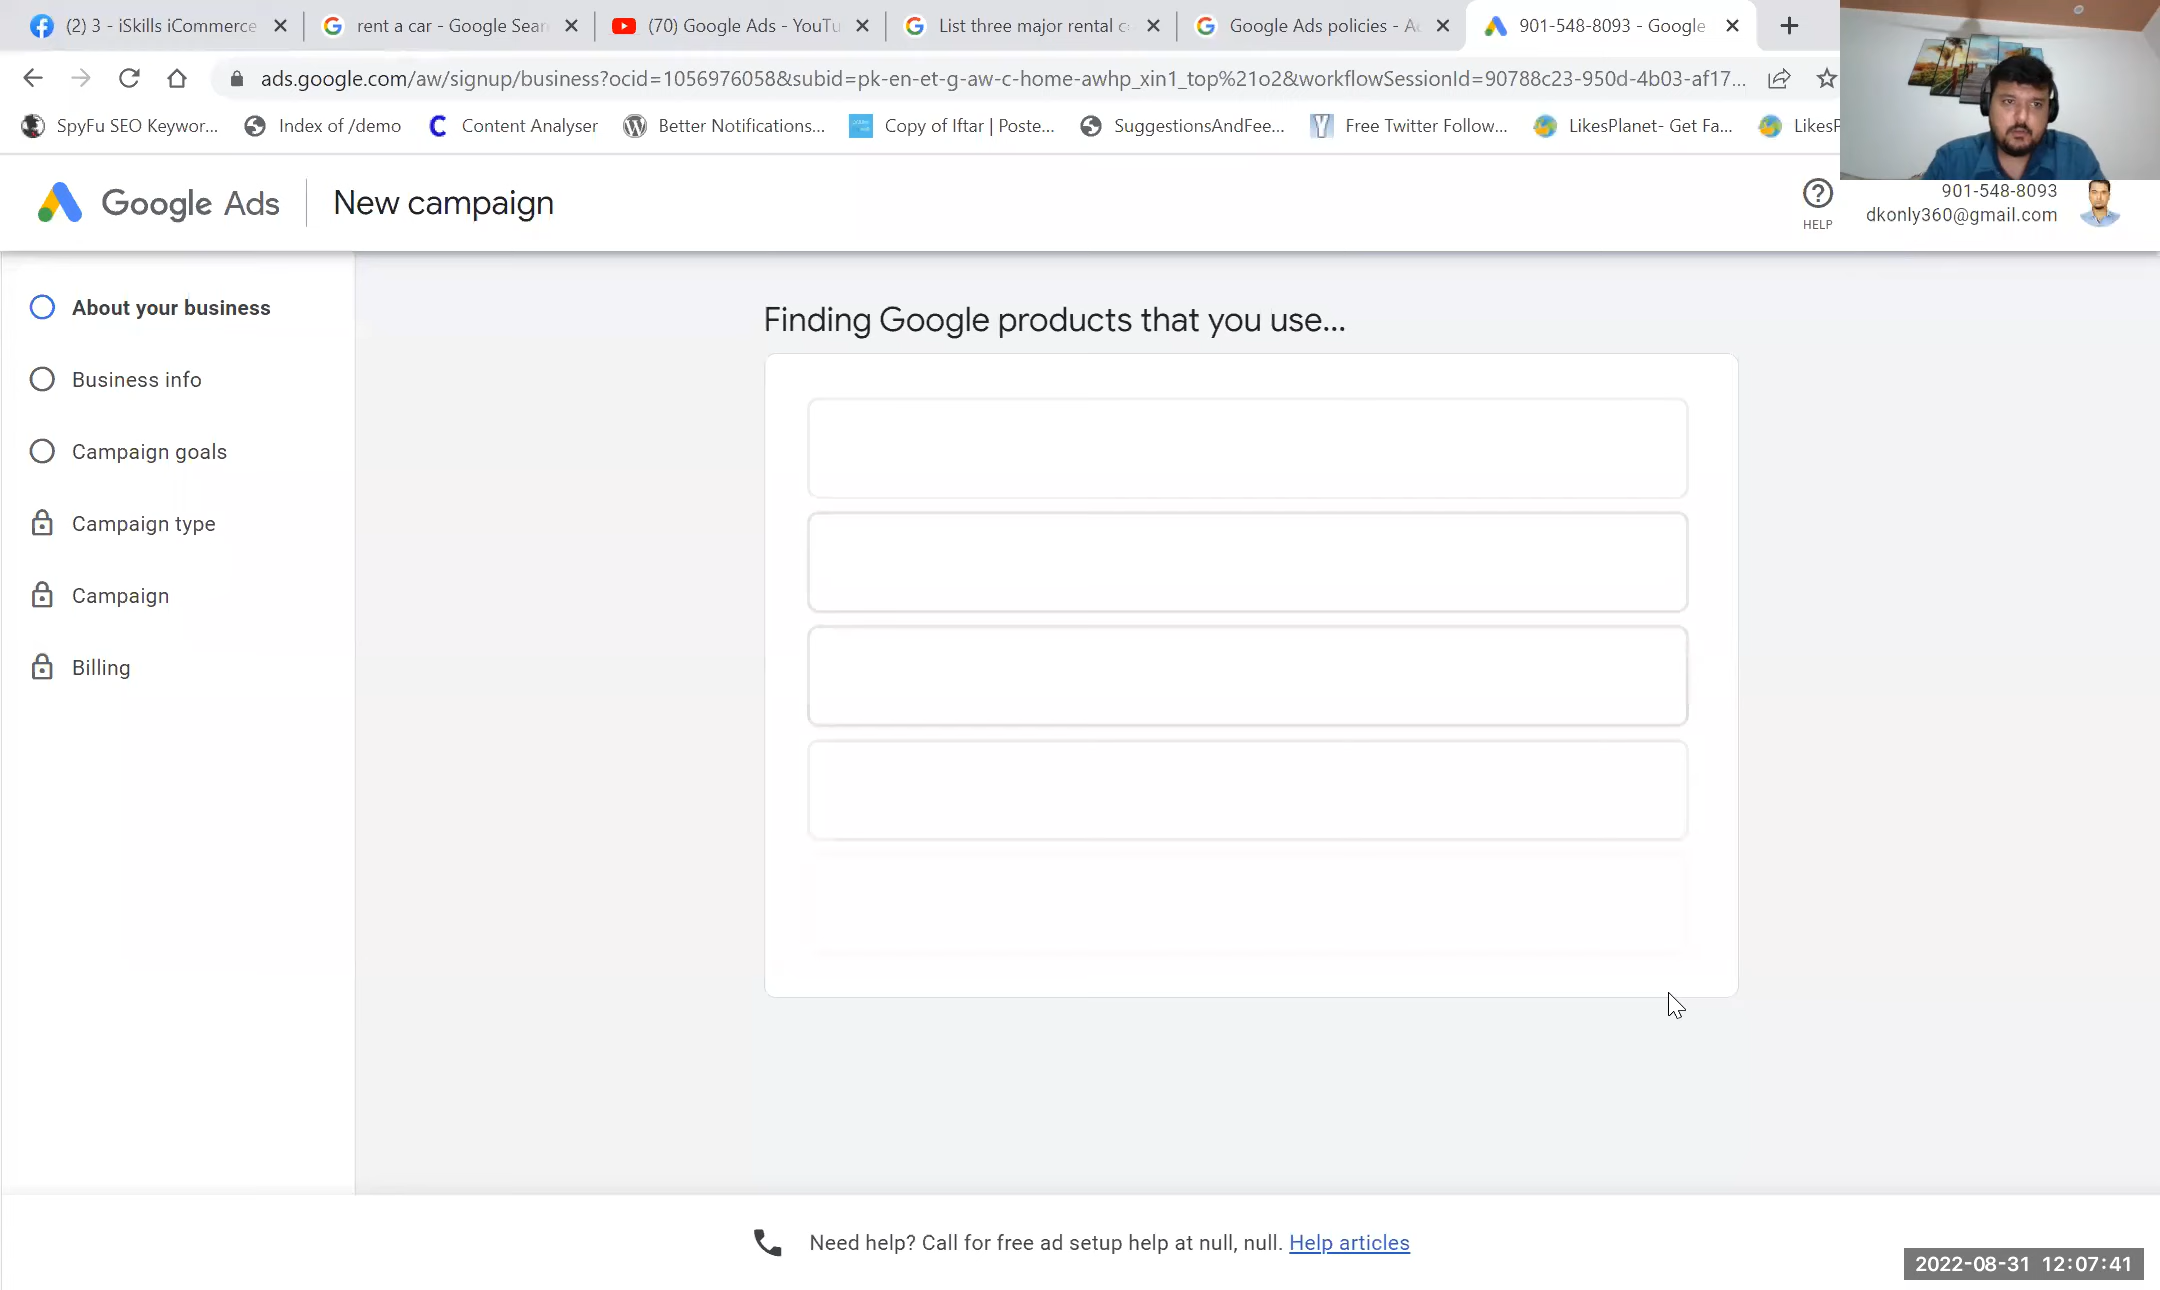 (2) 3 - iSkills iCommerce
rent a car - Google Sear
(70) Google Ads - YouTu
List three major rental c
Google Ads policies - A
901-548-8093 - Google
ads.google.com/aw/signup/business?ocid=1056976058&subid=pk-en-et-g-aw-c-home-awhp_xin1_top%21o2&workflowSessionId=90788c23-950d-4b03-af17...
SpyFu SEO Keywor...
Index of /demo
Content Analyser
Better Notifications...
Copy of Iftar | Poste...
SuggestionsAndFee...
Free Twitter Follow...
LikesPlanet- Get Fa...
LikesP
Google Ads
New campaign
HELP
901-548-8093
dkonly360@gmail.com
About your business
Business info
Campaign goals
Campaign type
Campaign
Billing
Finding Google products that you use...
Need help? Call for free ad setup help at null, null. Help articles
2022-08-31 12:07:41